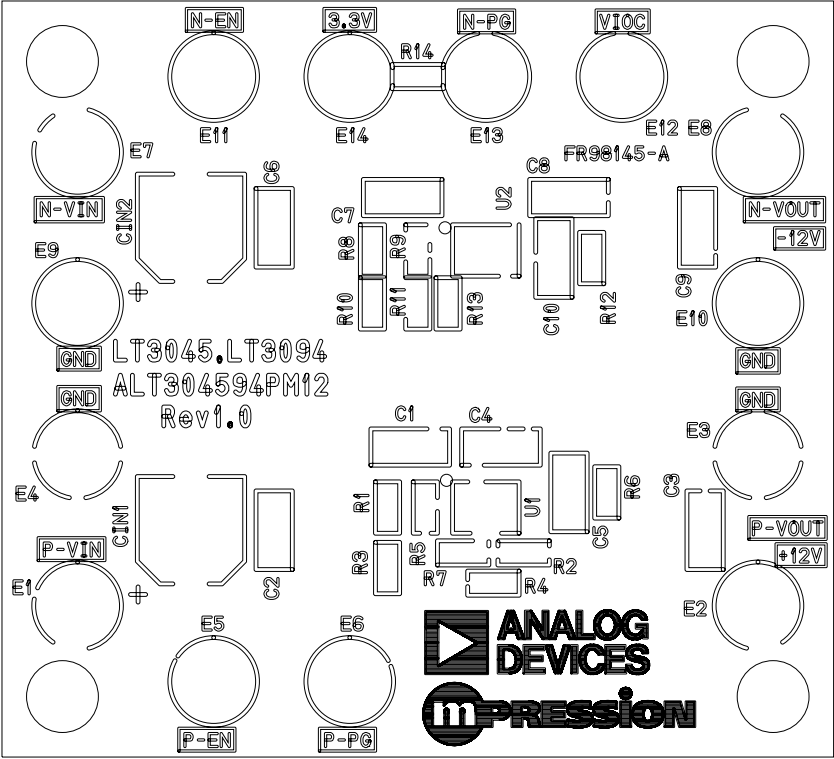 N-EN 3.3V N-PG VIOC
R14
E11 E14 E13 E12 E8
E7 FR98145-A
C6 C8
N-VIN CIN2 C7 U2 N-VOUT
-12V
E9 R8 R9
R10 R11 R13 C10 R12 C9
E10
GND LT3045.LT3094 GND
GND ALT304594PM12 GND
Rev1.0
C1 C4
E3
E4 R1 U1 R6 C3
CIN1 P-VOUT
P-VIN R3 R5 C5 +12V
R7 R2
E1 C2 R4
E2
E5 E6
ANALOG
DEVICES
mPRESSION
P-EN P-PG